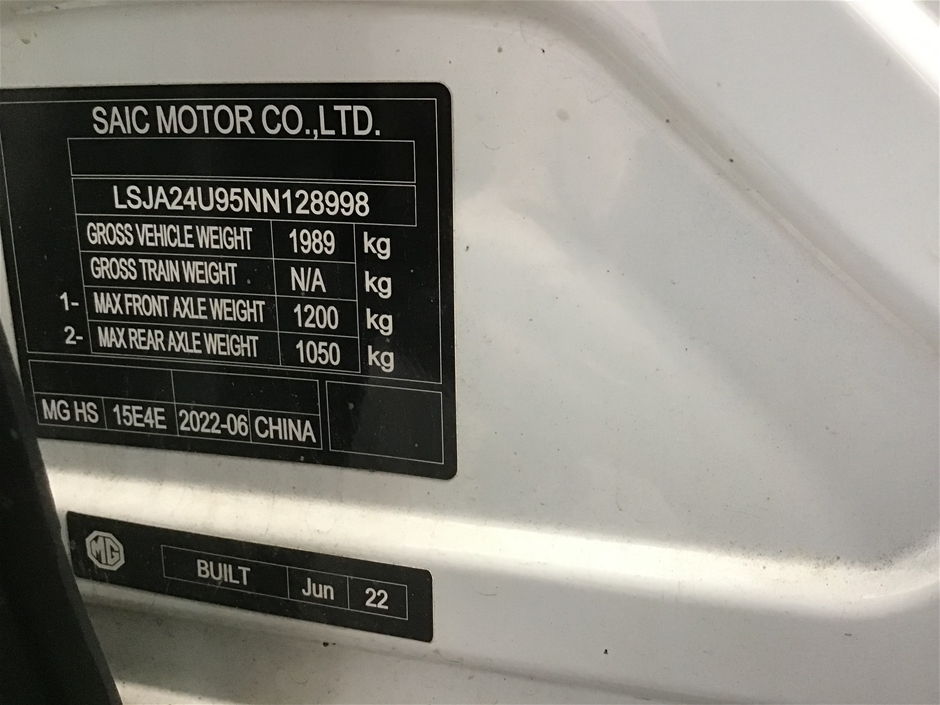 SAIC MOTOR CO.,LTD.
LSJA24U95NN128998
GROSS VEHICLE WEIGHT 1989 kg
GROSS TRAIN WEIGHT N/A kg
1- MAX FRONT AXLE WEIGHT 1200 kg
2- MAX REAR AXLE WEIGHT 1050 kg
MG HS 15E4E 2022-06 CHINA
MG BUILT Jun 22